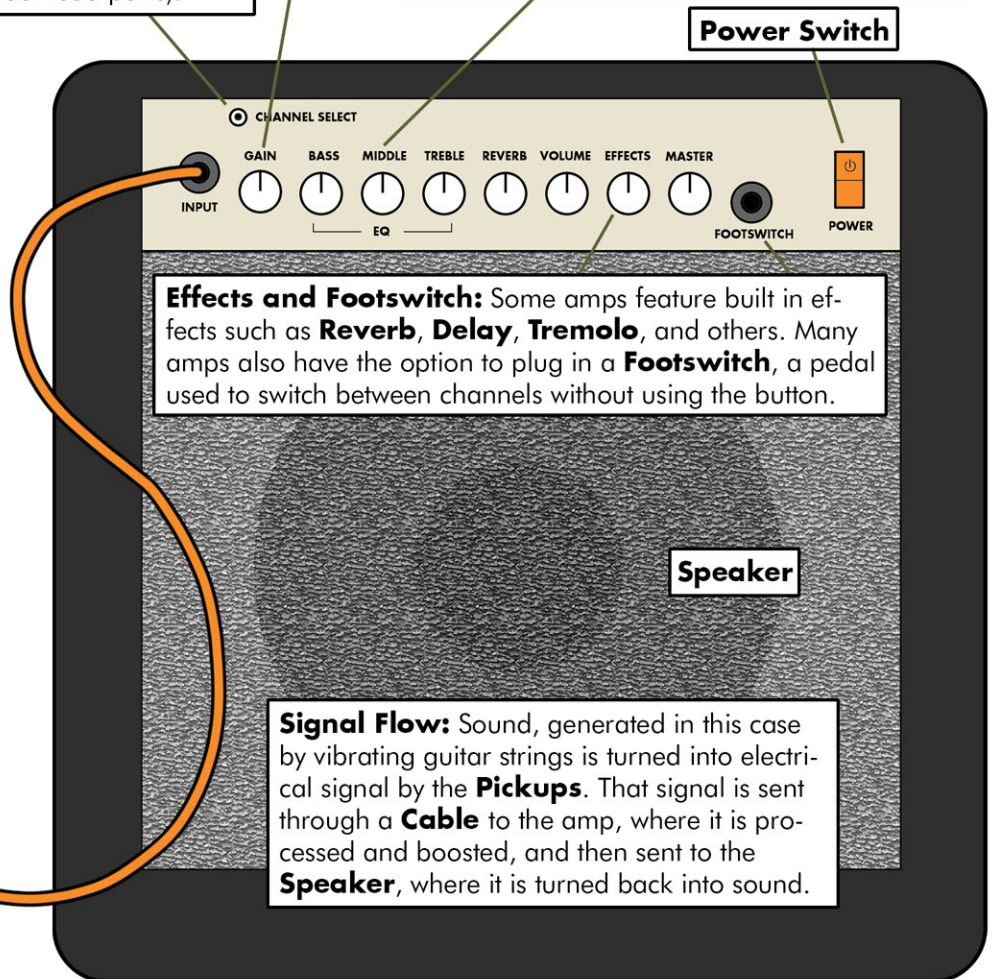 Power Switch
CHANNEL SELECT
GAIN BASS MIDDLE TREBLE REVERB VOLUME EFFECTS MASTER
INPUT
EQ
FOOTSWITCH
POWER
Effects and Footswitch: Some amps feature built in ef-
fects such as Reverb, Delay, Tremolo, and others. Many
amps also have the option to plug in a Footswitch, a pedal
used to switch between channels without using the button.
Speaker
Signal Flow: Sound, generated in this case
by vibrating guitar strings is turned into electri-
cal signal by the Pickups. That signal is sent
through a Cable to the amp, where it is pro-
cessed and boosted, and then sent to the
Speaker, where it is turned back into sound.